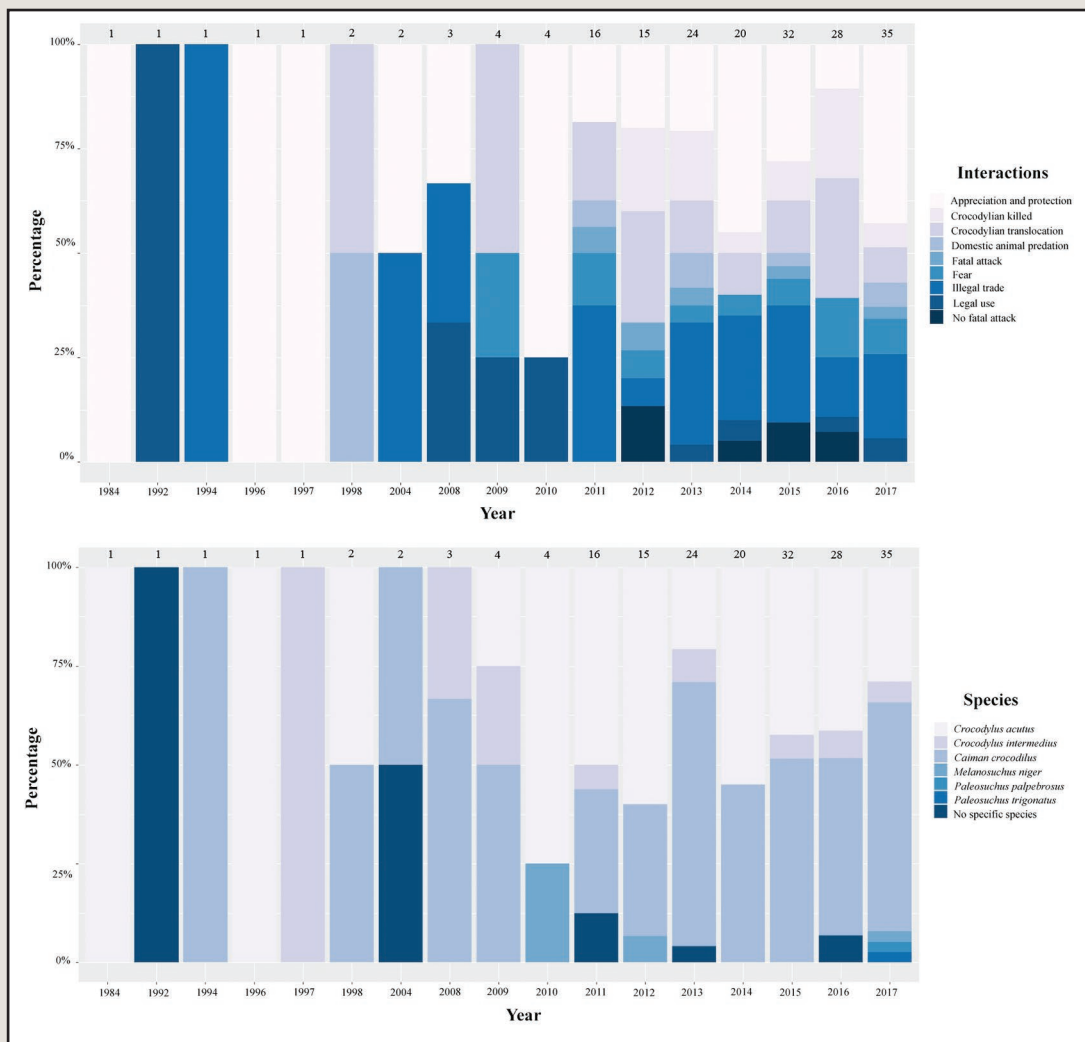 1 1 1 1 1 2 2 3 4 4 16 15 24 20 32 28 35
100%
75%
50%
25%
0%
Percentage
1984 1992 1994 1996 1997 1998 2004 2008 2009 2010 2011 2012 2013 2014 2015 2016 2017
Year
Interactions
Appreciation and protection
Crocodylian killed
Crocodylian translocation
Domestic animal predation
Fatal attack
Fear
Illegal trade
Legal use
No fatal attack
1 1 1 1 1 2 2 3 4 4 16 15 24 20 32 28 35
100%
75%
50%
25%
0%
Percentage
1984 1992 1994 1996 1997 1998 2004 2008 2009 2010 2011 2012 2013 2014 2015 2016 2017
Year
Species
Crocodylus acutus
Crocodylus intermedius
Caiman crocodilus
Melanosuchus niger
Paleosuchus palpebrosus
Paleosuchus trigonatus
No specific species